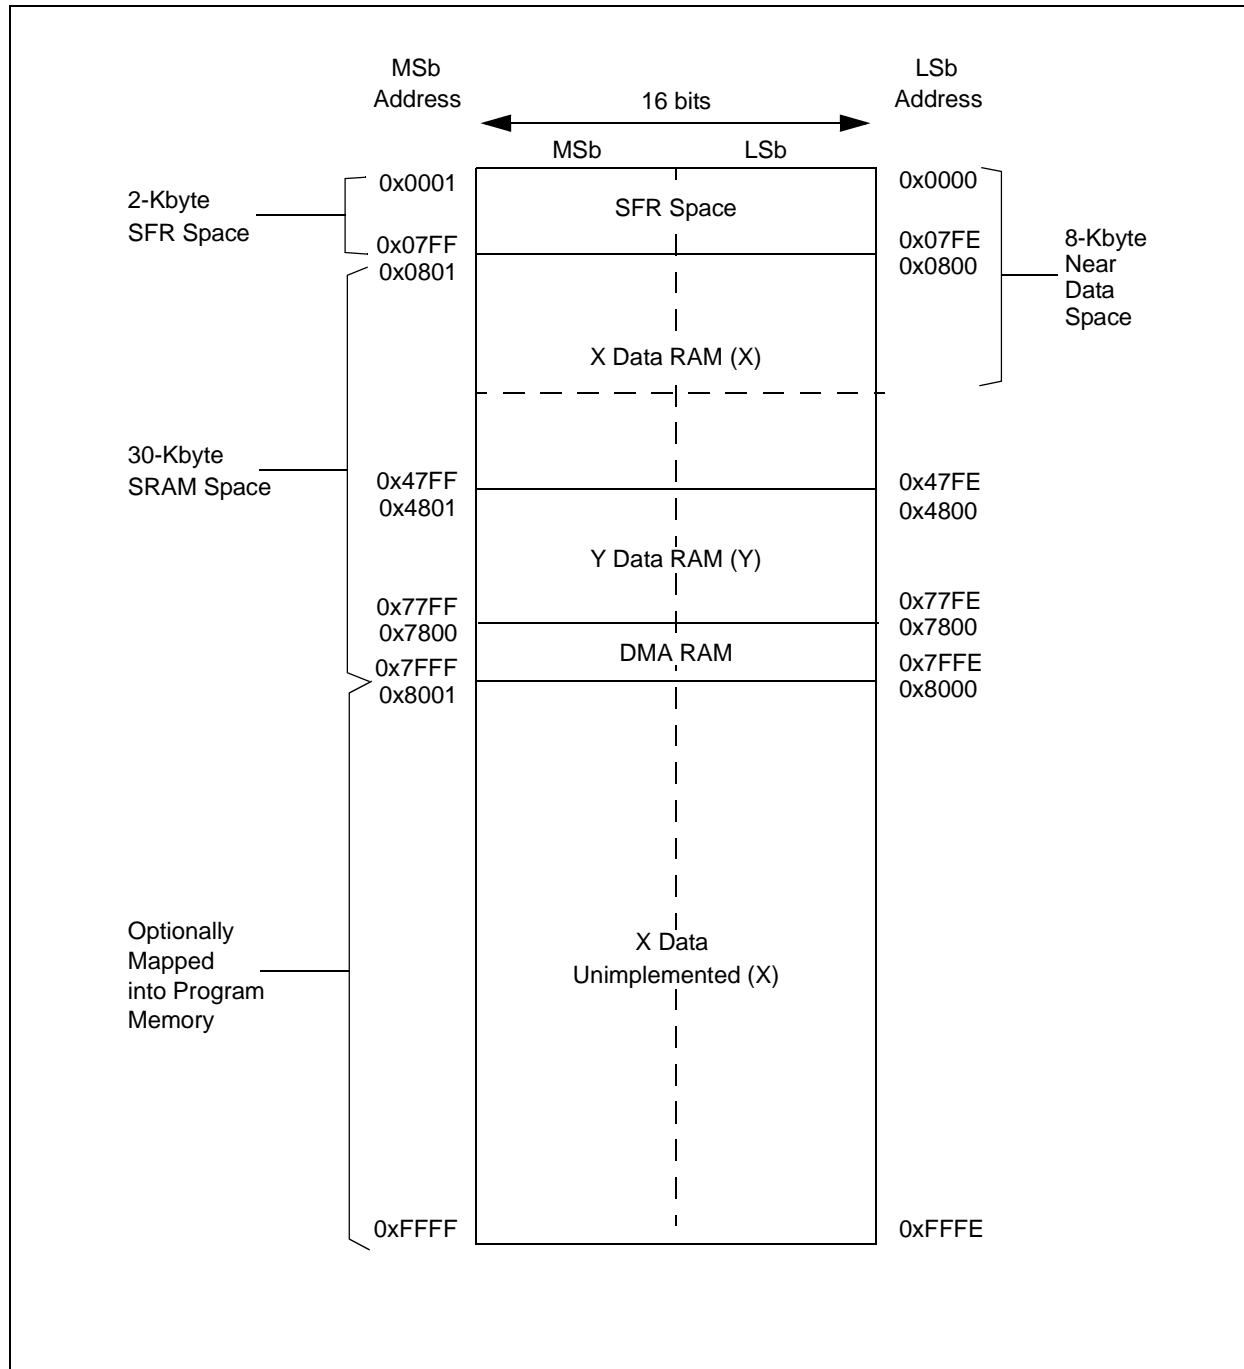 MSb
Address
LSb
Address
16 bits
MSb
LSb
2-Kbyte
SFR Space
0x0001
SFR Space
0x0000
0x07FF
0x07FE
0x0801
0x0800
8-Kbyte
Near
Data
Space
X Data RAM (X)
30-Kbyte
SRAM Space
0x47FF
0x47FE
0x4801
0x4800
Y Data RAM (Y)
0x77FF
0x77FE
0x7800
0x7800
DMA RAM
0x7FFF
0x7FFE
0x8001
0x8000
Optionally
Mapped
into Program
Memory
X Data
Unimplemented (X)
0xFFFF
0xFFFE